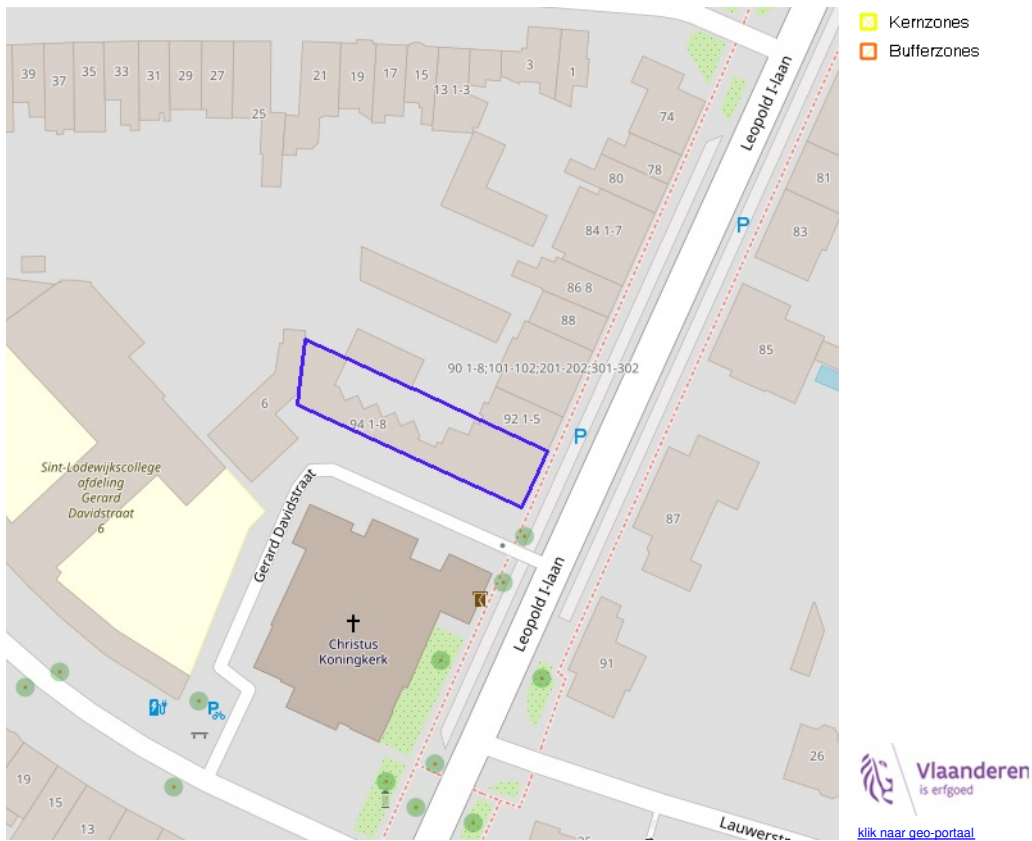 Kernzones
Bufferzones
39
37
35
33
31
29
27
25
21
19
17
15
13 1-3
3
1
74
78
80
84 1-7
86 8
88
90 1-8;101-102;201-202;301-302
92 1-5
94 1-8
6
81
83
85
87
91
26
19
15
13
Leopold I-laan
P
P
Sint-Lodewijkscollege
afdeling
Gerard
Davidstraat
6
Gerard Davidstraat
Christus
Koningkerk
Leopold I-laan
P
Lauwerstr
Vlaanderen
is erfgoed
klik naar geo-portaal